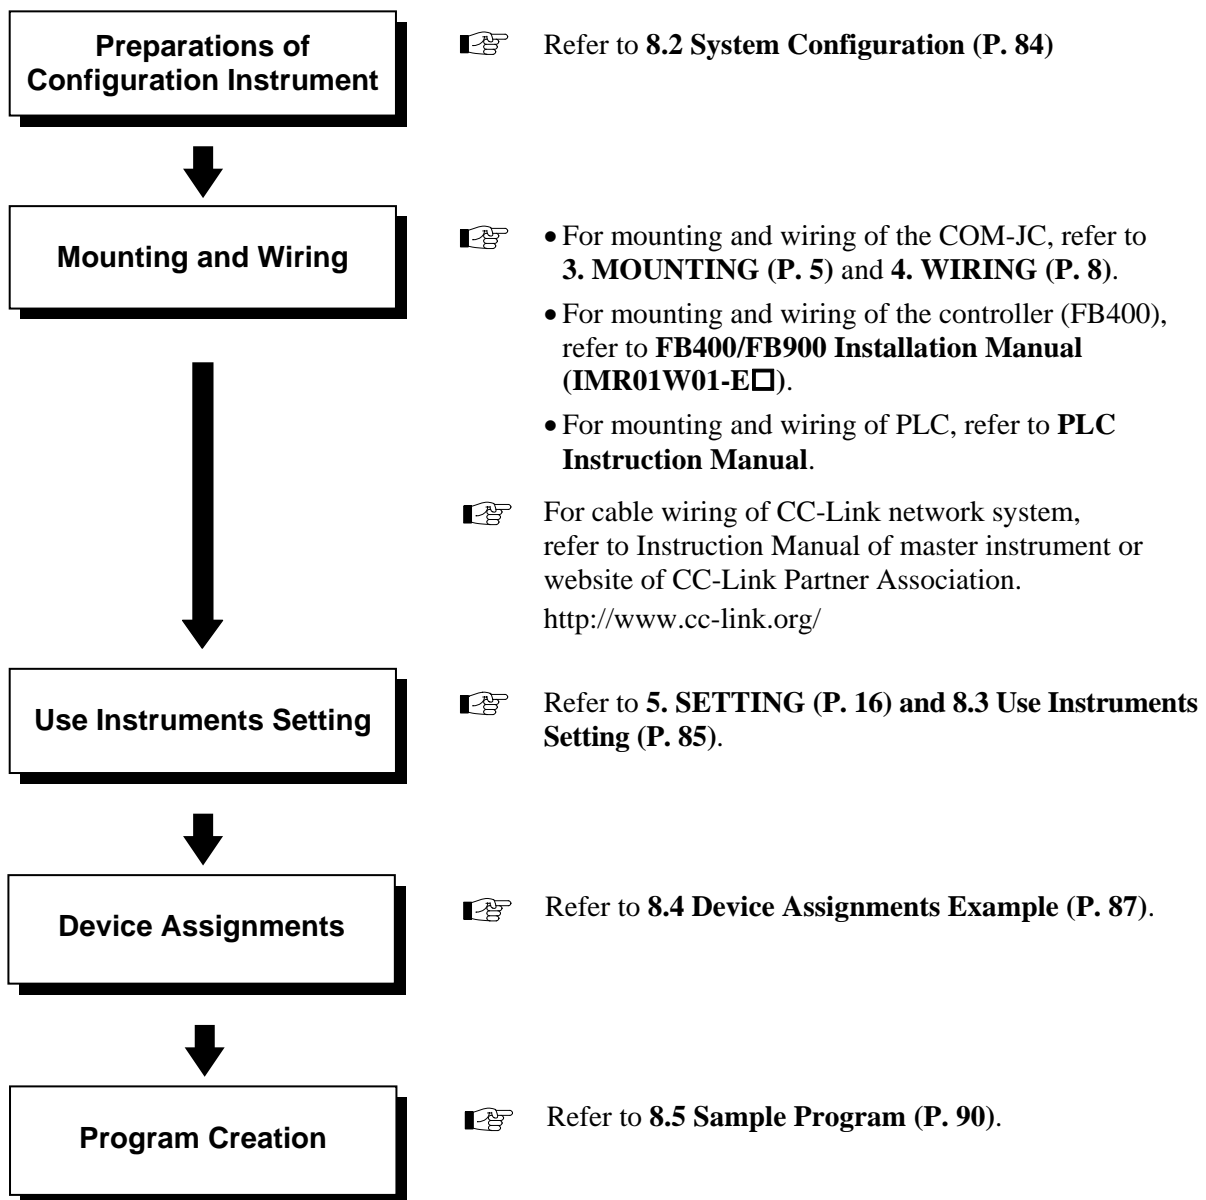 Preparations of
Configuration Instrument
Refer to 8.2 System Configuration (P. 84)
Mounting and Wiring
• For mounting and wiring of the COM-JC, refer to
3. MOUNTING (P. 5) and 4. WIRING (P. 8).
• For mounting and wiring of the controller (FB400),
refer to FB400/FB900 Installation Manual
(IMR01W01-E□).
• For mounting and wiring of PLC, refer to PLC
Instruction Manual.
For cable wiring of CC-Link network system,
refer to Instruction Manual of master instrument or
website of CC-Link Partner Association.
http://www.cc-link.org/
Use Instruments Setting
Refer to 5. SETTING (P. 16) and 8.3 Use Instruments
Setting (P. 85).
Device Assignments
Refer to 8.4 Device Assignments Example (P. 87).
Program Creation
Refer to 8.5 Sample Program (P. 90).